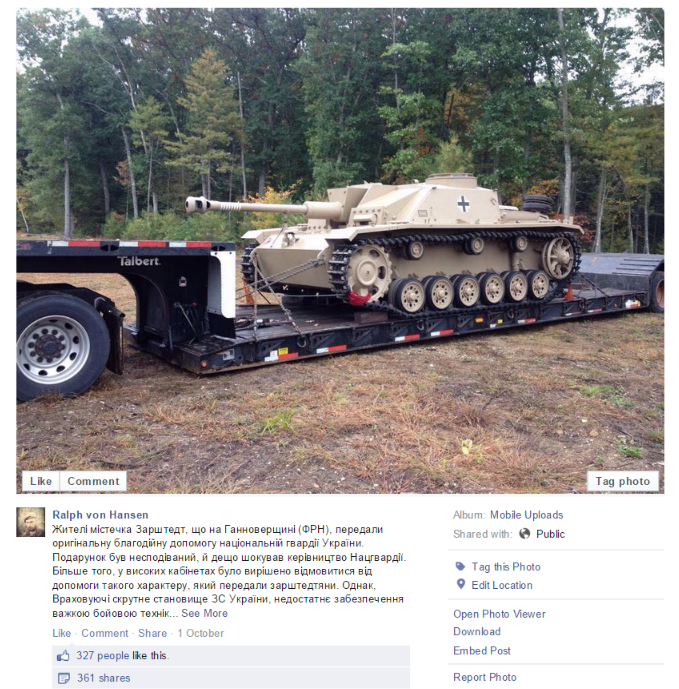 Talbert
Like Comment
Tag photo
Ralph von Hansen
Жителі містечка Зарштедт, що на Ганноверщині (ФРН), передали
оригінальну благодійну допомогу національній гвардії України.
Подарунок був несподіваний, й дещо шокував керівництво Нацгвардії.
Більше того, у високих кабінетах було вирішено відмовитися від
допомоги такого характеру, який передали зарштедтяни. Однак,
Враховуючі скрутне становище ЗС України, недостатнє забезпечення
важкою бойовою технік... See More
Like · Comment · Share · 1 October
327 people like this.
361 shares
Album: Mobile Uploads
Shared with: Public
Tag this Photo
Edit Location
Open Photo Viewer
Download
Embed Post
Report Photo